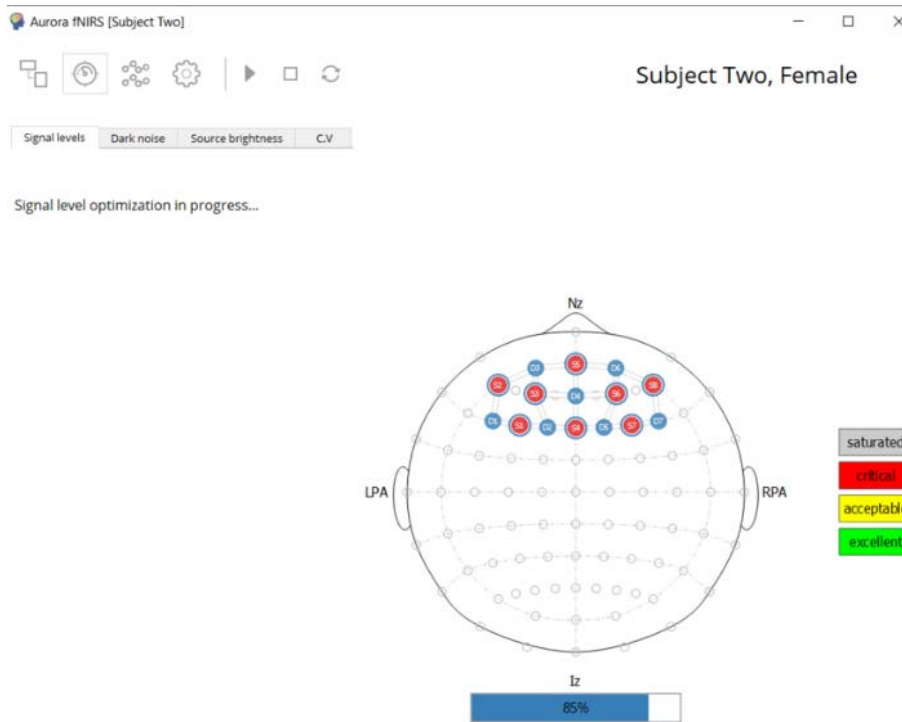 Aurora fNIRS [Subject Two]
Subject Two, Female
Signal levels Dark noise Source brightness C.V
Signal level optimization in progress...
Nz
D3 S5 D6
S2 S8
S3 D4 S6
D1 S1 D2 S4 D5 S7 D7
saturated
critical
LPA RPA
acceptable
excellent
Iz
85%